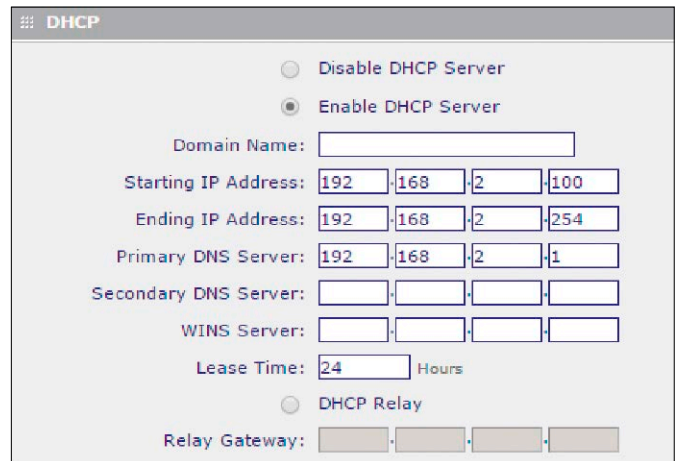 DHCP
Disable DHCP Server
Enable DHCP Server
Domain Name:
Starting IP Address: 192 .168 .2 .100
Ending IP Address: 192 .168 .2 .254
Primary DNS Server: 192 .168 .2 .1
Secondary DNS Server: . . .
WINS Server: . . .
Lease Time: 24 Hours
DHCP Relay
Relay Gateway: . . .